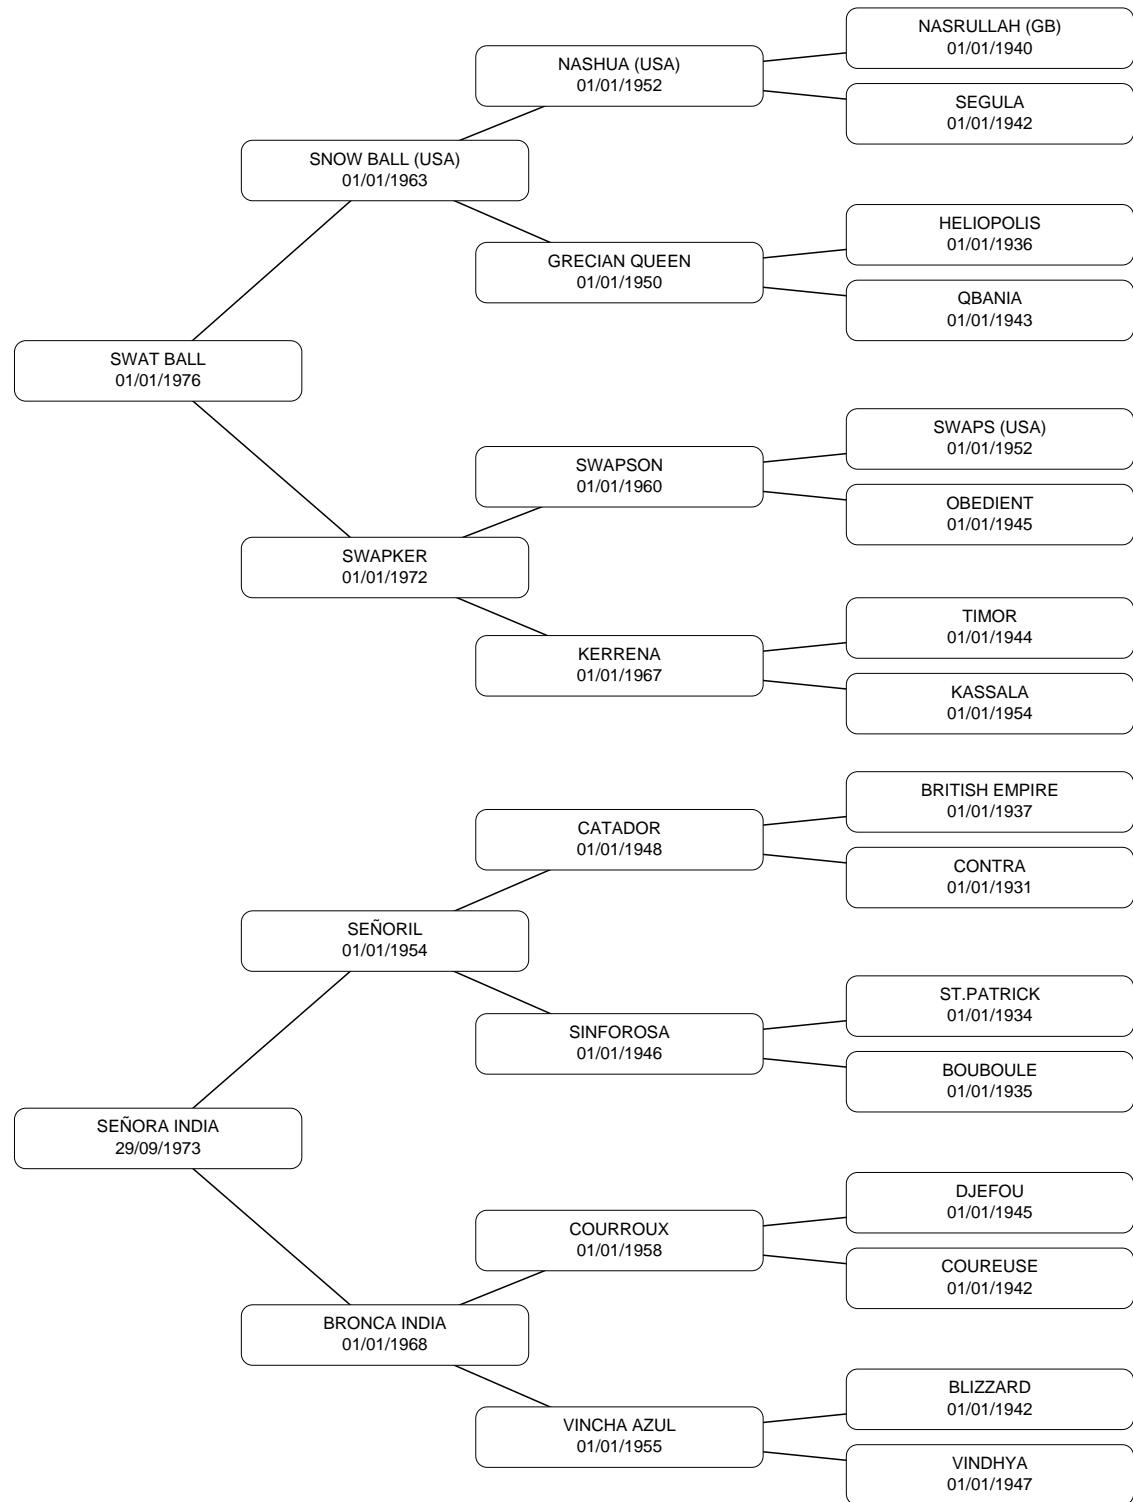 NASRULLAH (GB)
01/01/1940
NASHUA (USA)
01/01/1952
SEGULA
01/01/1942
SNOW BALL (USA)
01/01/1963
HELIOPOLIS
01/01/1936
GRECIAN QUEEN
01/01/1950
QBANIA
01/01/1943
SWAT BALL
01/01/1976
SWAPS (USA)
01/01/1952
SWAPSON
01/01/1960
OBEDIENT
01/01/1945
SWAPKER
01/01/1972
TIMOR
01/01/1944
KERRENA
01/01/1967
KASSALA
01/01/1954
BRITISH EMPIRE
01/01/1937
CATADOR
01/01/1948
CONTRA
01/01/1931
SEÑORIL
01/01/1954
ST.PATRICK
01/01/1934
SINFOROSA
01/01/1946
BOUBOULE
01/01/1935
SEÑORA INDIA
29/09/1973
DJEFOU
01/01/1945
COURROUX
01/01/1958
COUREUSE
01/01/1942
BRONCA INDIA
01/01/1968
BLIZZARD
01/01/1942
VINCHA AZUL
01/01/1955
VINDHYA
01/01/1947